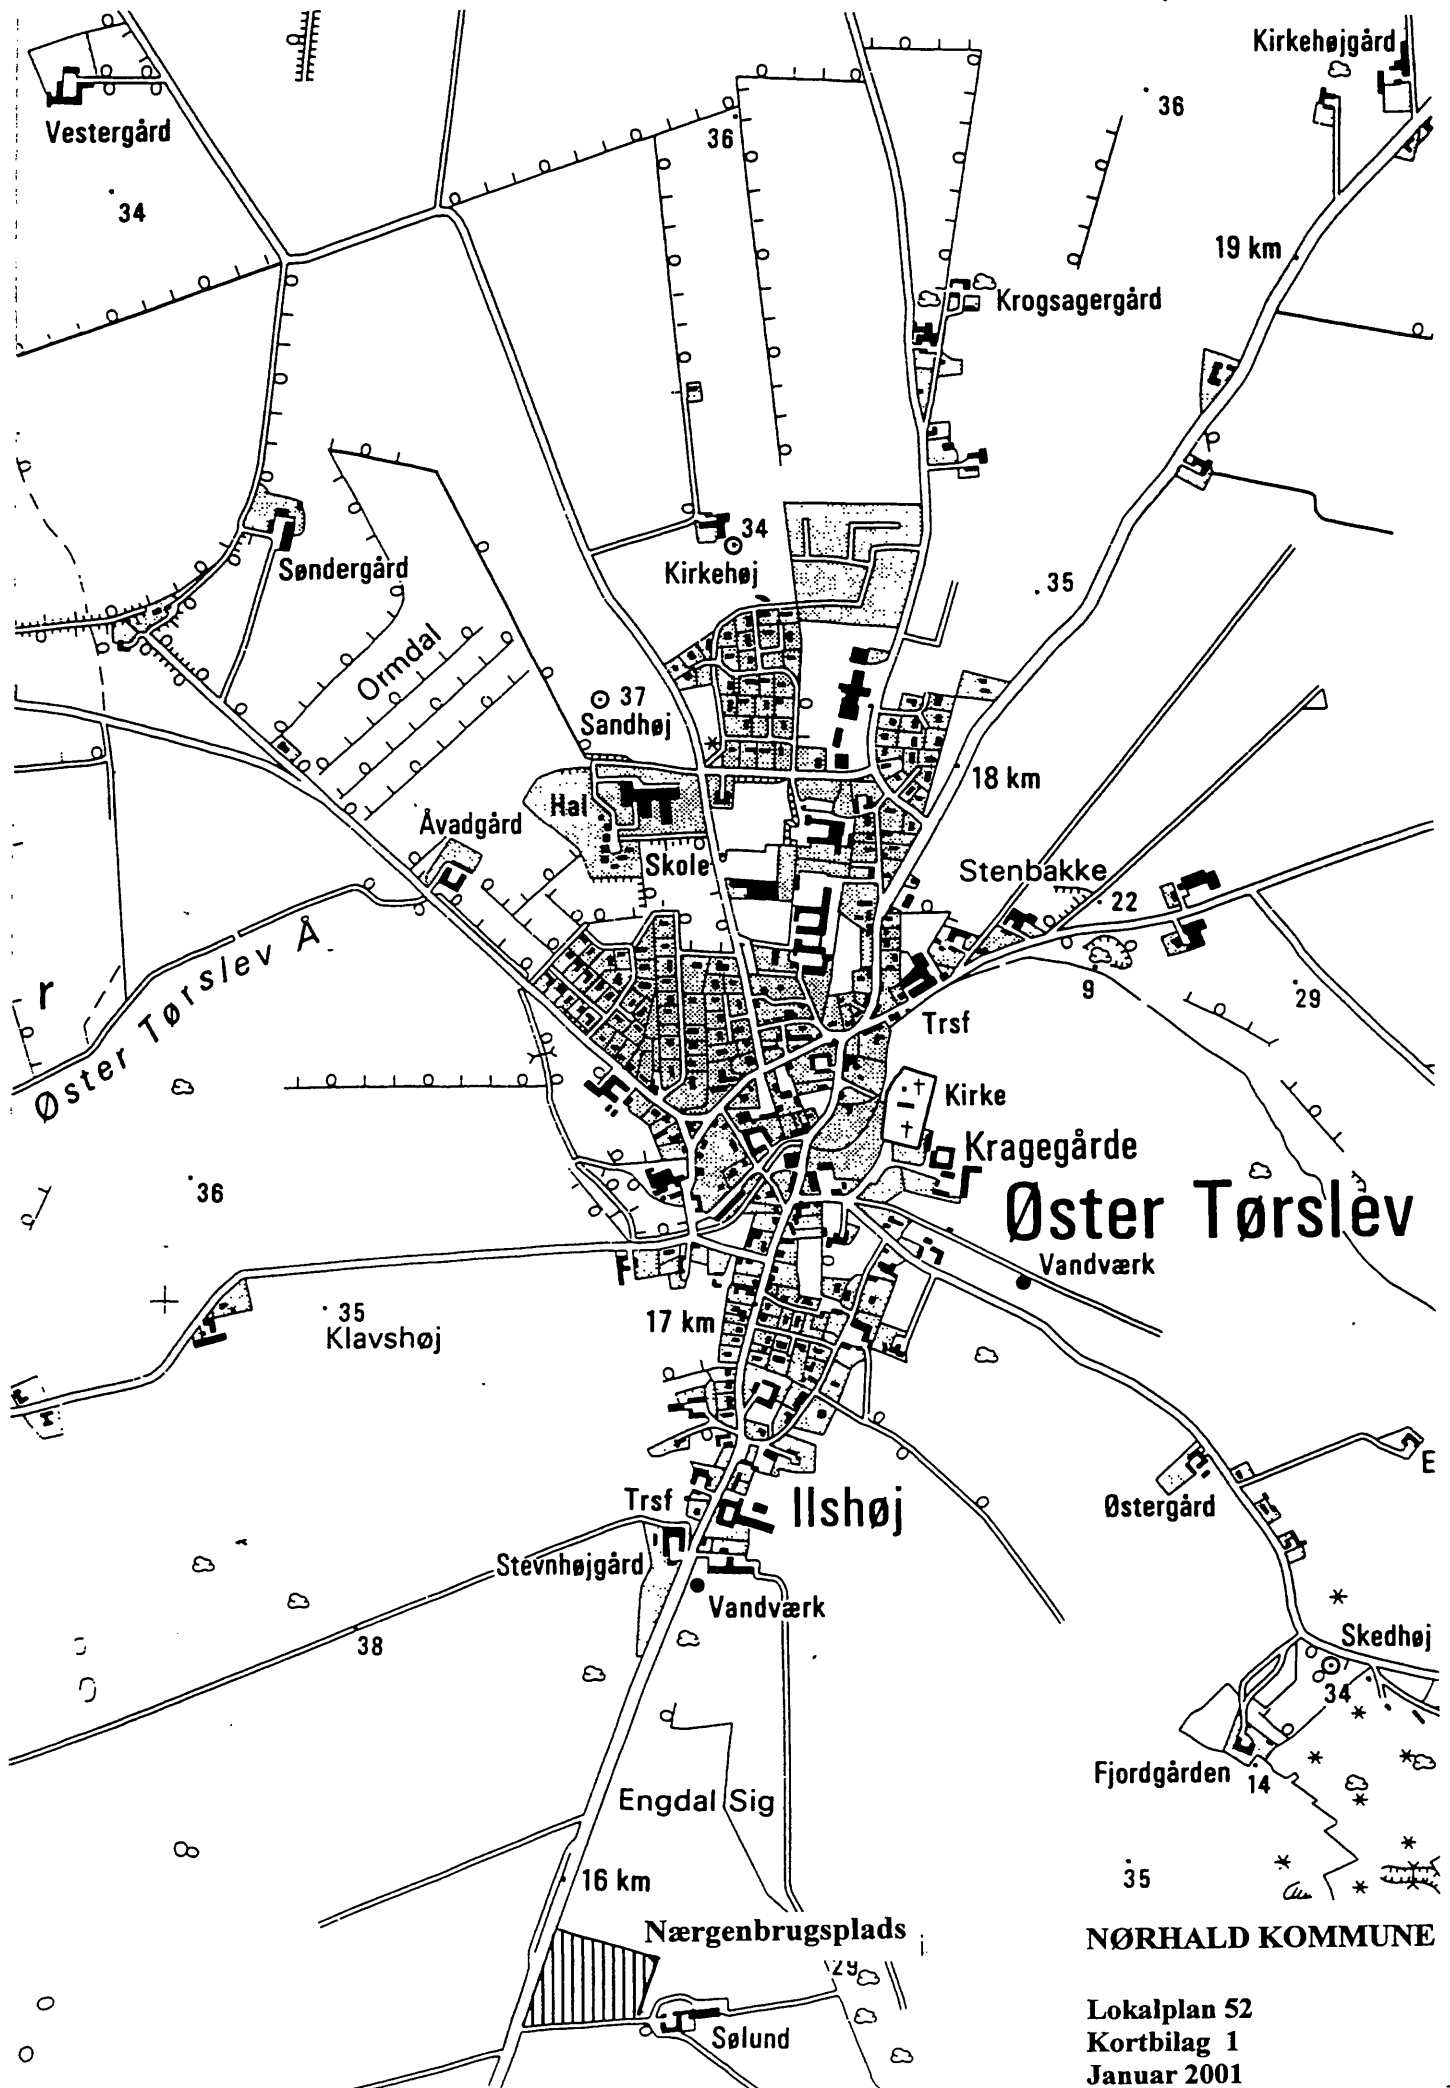 Kirkehøjgård
Vestergård
36
36
34
19 km
Krogsagergård
34
Kirkehøj
Søndergård
35
Ormdal
37
Sandhøj
18 km
Hal
Åvadgård
Skole
Stenbakke
22
Øster Tørslev Å
r
9
29
Trsf
Kirke
Kragegårde
36
Øster Tørslev
Vandværk
35
Klavshøj
17 km
E
Trsf
Ilshøj
Østergård
Stevnhøjgård
Vandværk
38
Skedhøj
34
Fjordgården
14
Engdal Sig
35
16 km
Nærgenbrugsplads
29
Sølund
NØRHALD KOMMUNE
Lokalplan 52
Kortbilag 1
Januar 2001